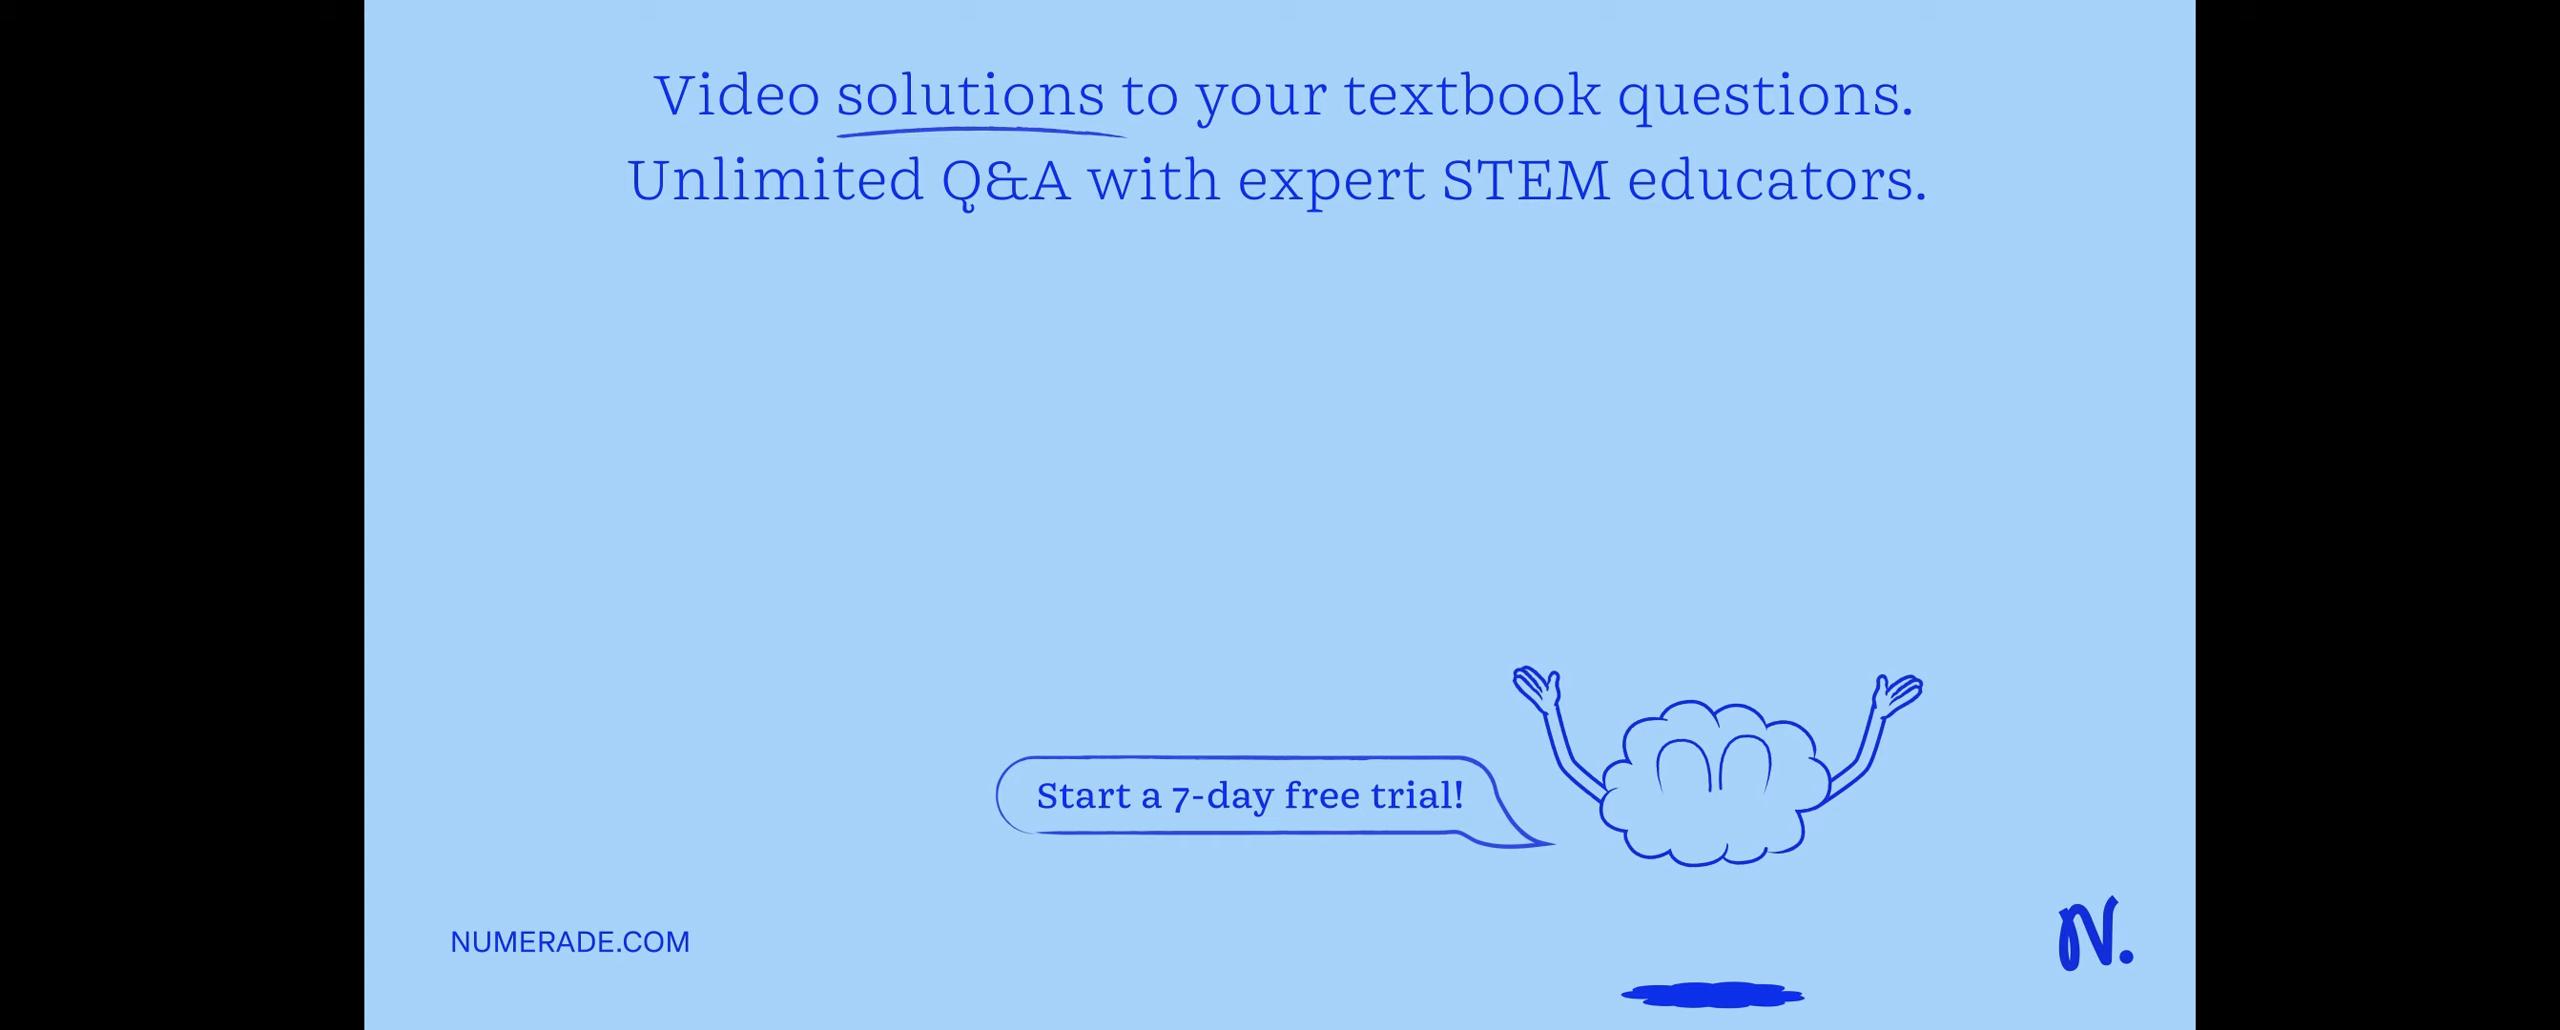 Video solutions to your textbook questions.
Unlimited Q&A with expert STEM educators.
Start a 7-day free trial!
NUMERADE.COM
N.